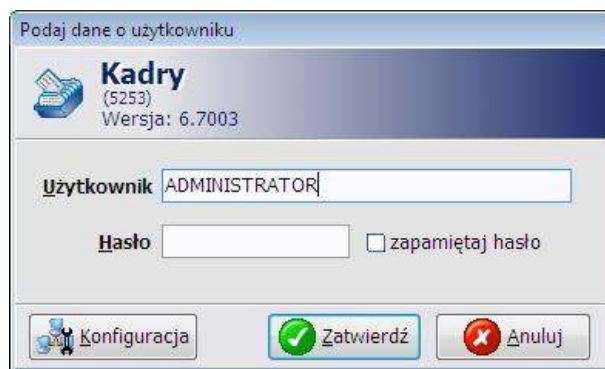 Podaj dane o użytkowniku
Kadry
(5253)
Wersja: 6.7003
Użytkownik ADMINISTRATOR
Hasło zapamiętaj hasło
Konfiguracja Zatwierdź Anuluj